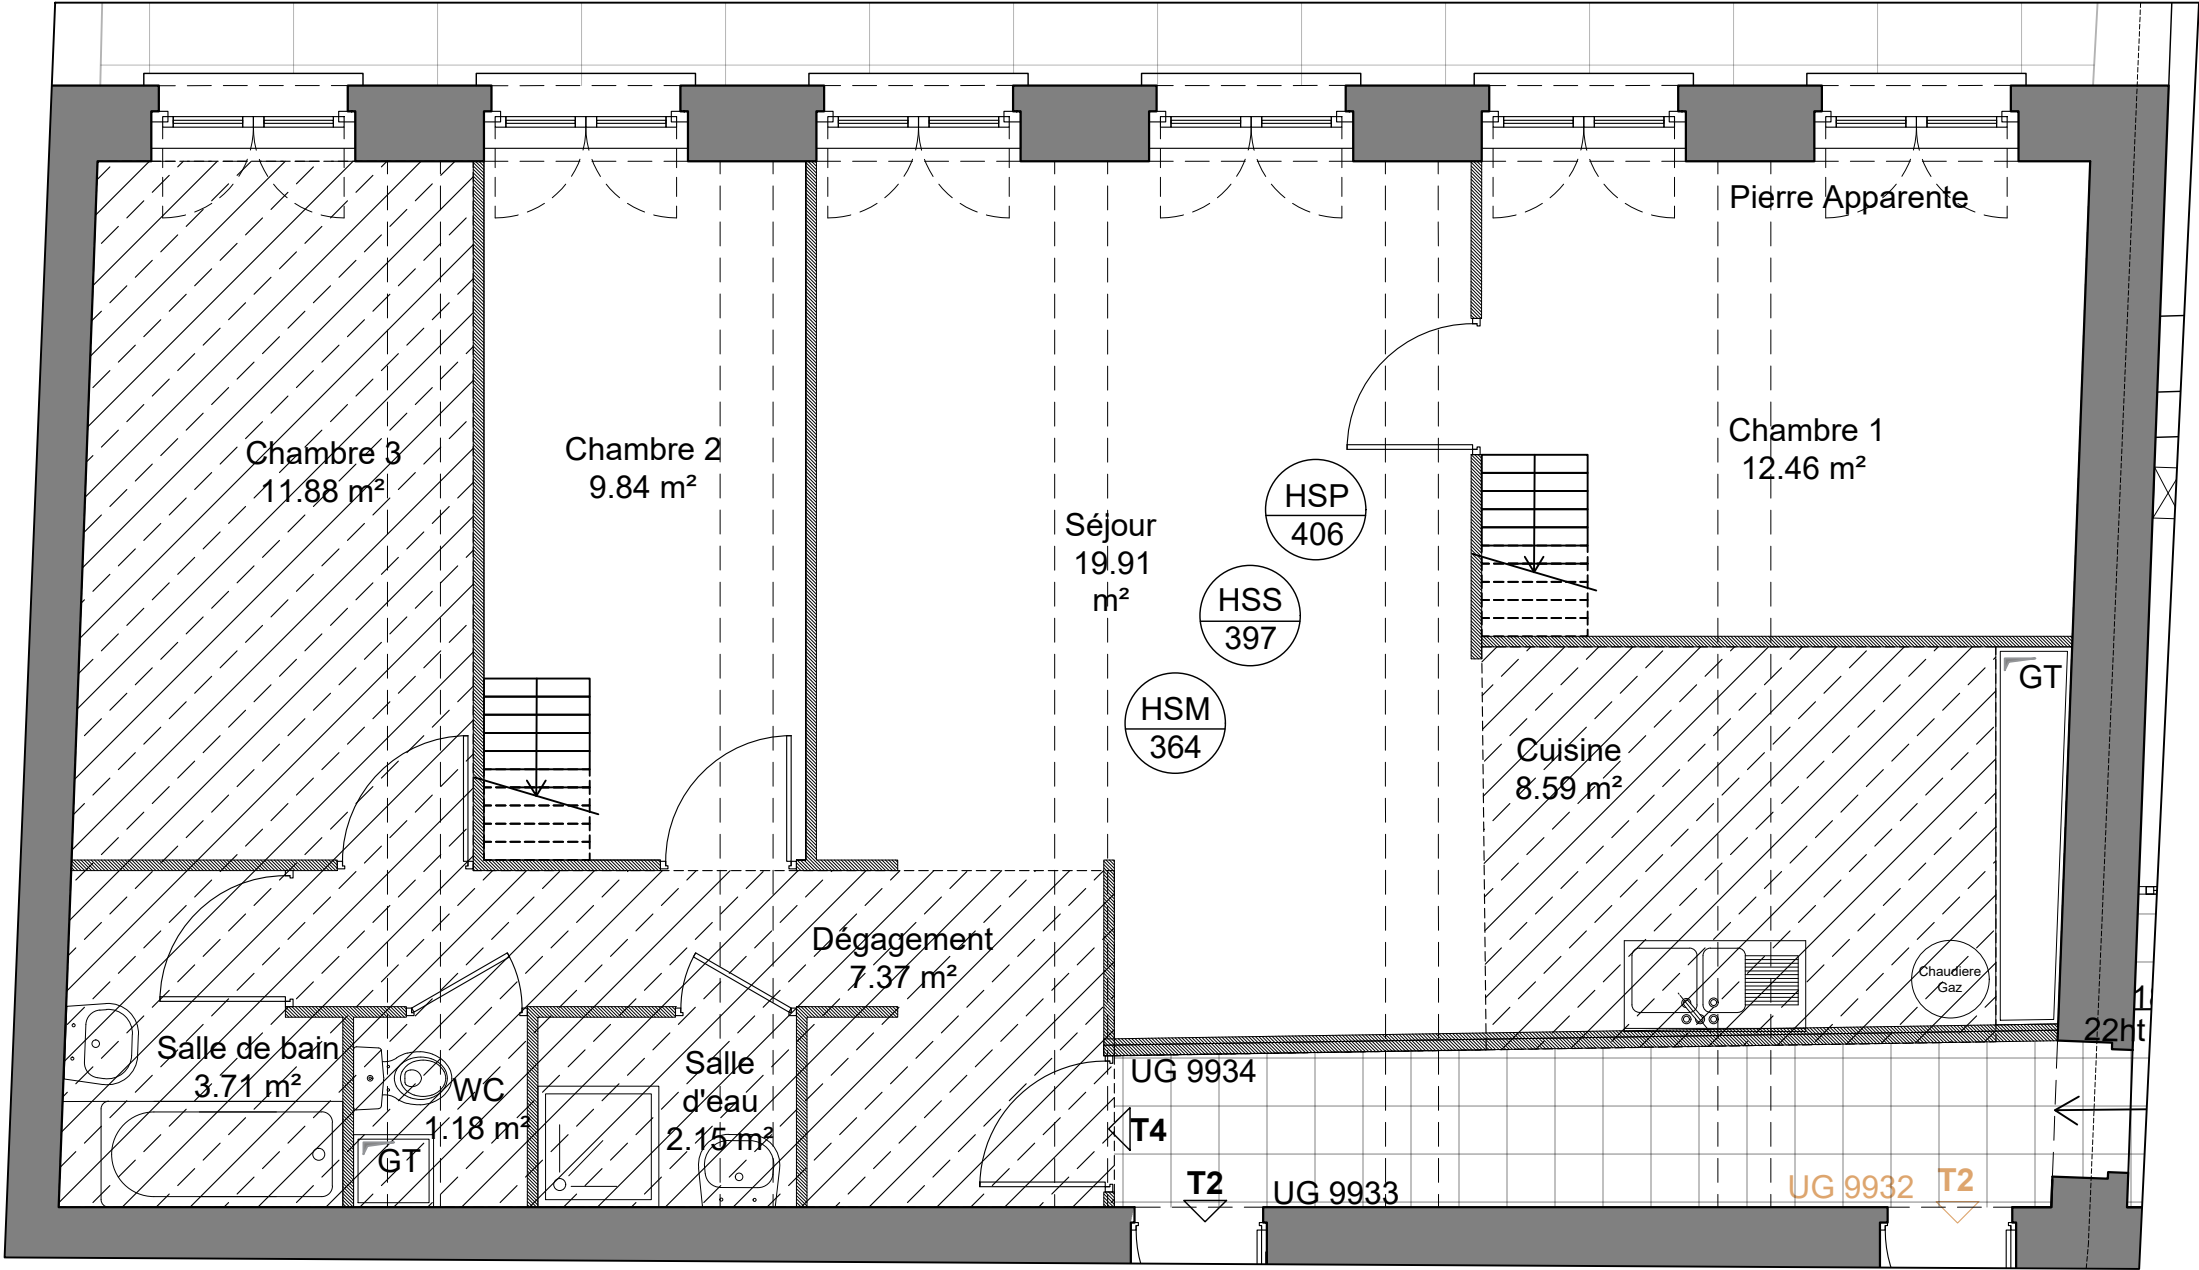 Pierre Apparente
Chambre 3
11.88 m²
Chambre 2
9.84 m²
Séjour
19.91
m²
HSP
406
HSS
397
HSM
364
Chambre 1
12.46 m²
GT
Cuisine
8.59 m²
Chaudiere
Gaz
Dégagement
7.37 m²
Salle de bain
3.71 m²
WC
1.18 m²
GT
Salle
d'eau
2.15 m²
UG 9934
T4
T2
UG 9933
UG 9932
T2
22ht